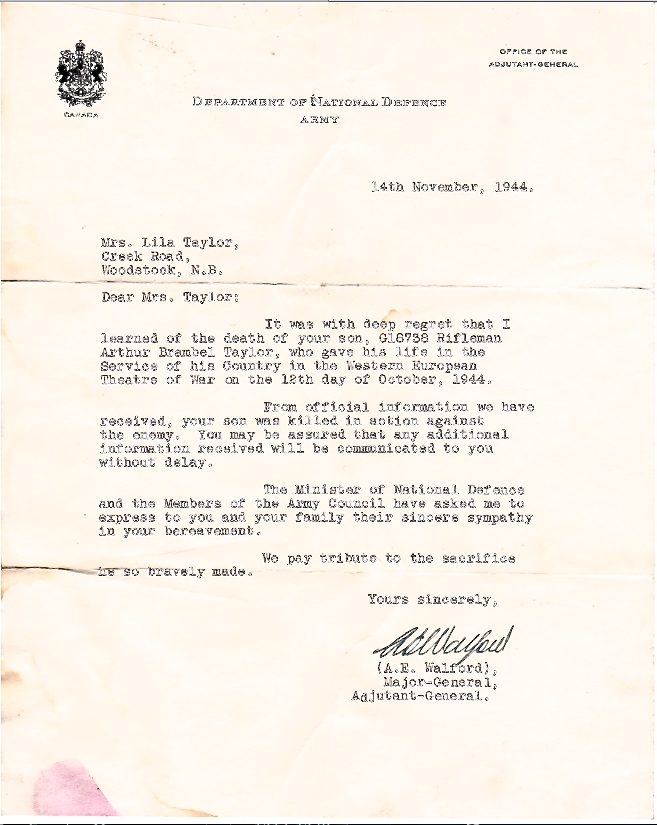 OFFICE OF THE
ADJUTANT-GENERAL
CANADA
DEPARTMENT OF NATIONAL DEFENCE
ARMY
14th November, 1944.
Mrs. Lila Taylor,
Creek Road,
Woodstock, N.B.
Dear Mrs. Taylor:
It was with deep regret that I
learned of the death of your son, G18738 Rifleman
Arthur Brambel Taylor, who gave his life in the
Service of his Country in the Western European
Theatre of War on the 12th day of October, 1944.
From official information we have
received, your son was killed in action against
the enemy. You may be assured that any additional
information received will be communicated to you
without delay.
The Minister of National Defence
and the Members of the Army Council have asked me to
express to you and your family their sincere sympathy
in your bereavement.
We pay tribute to the sacrifice
he so bravely made.
Yours sincerely,
AEWalford
(A.E. Walford),
Major-General,
Adjutant-General.